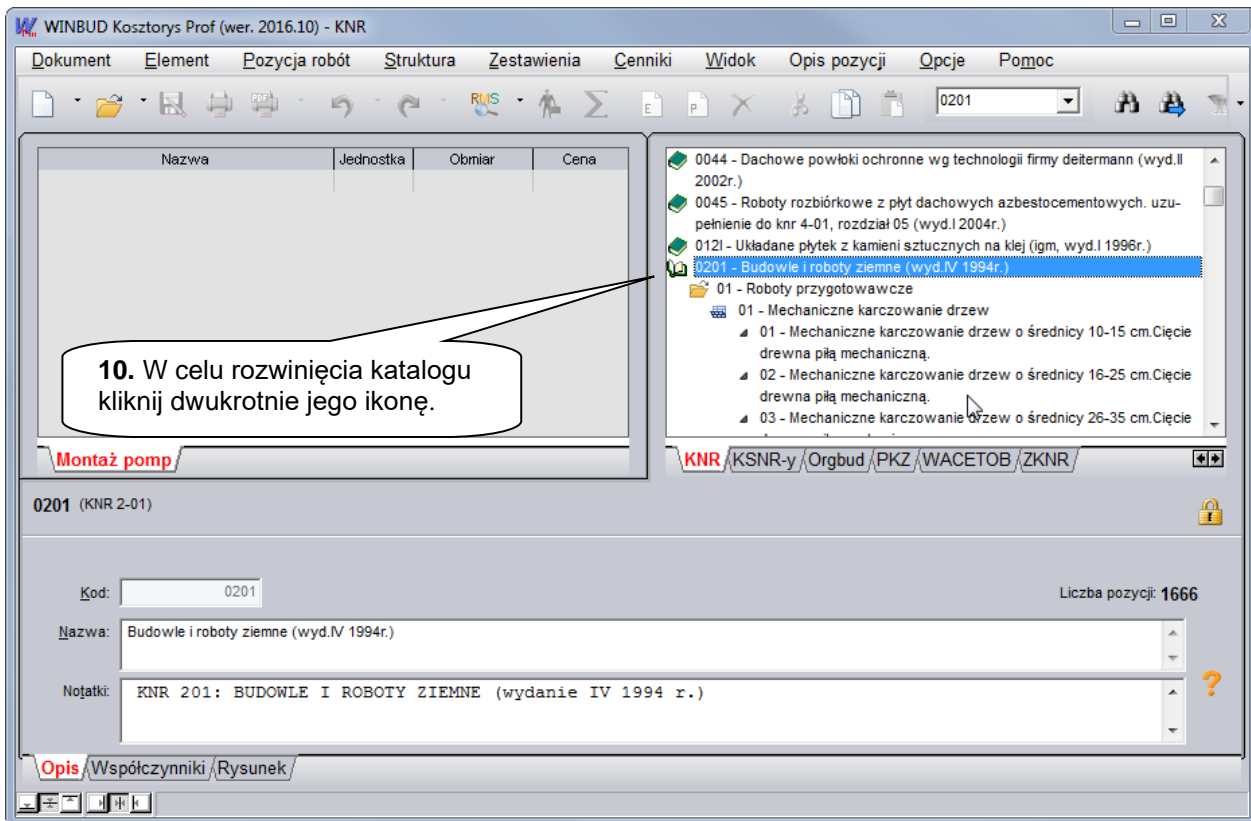 WINBUD Kosztorys Prof (wer. 2016.10) - KNR
Dokument Element Pozycja robót Struktura Zestawienia Cenniki Widok Opis pozycji Opcje Pomoc
PDF RMS E P 0201
Nazwa Jednostka Obmiar Cena
0044 - Dachowe powłoki ochronne wg technologii firmy deitermann (wyd.II
2002r.)
0045 - Roboty rozbiórkowe z płyt dachowych azbestocementowych. uzu-
pełnienie do knr 4-01, rozdział 05 (wyd.I 2004r.)
012I - Układane płytek z kamieni sztucznych na klej (igm, wyd.I 1996r.)
0201 - Budowle i roboty ziemne (wyd.IV 1994r.)
01 - Roboty przygotowawcze
01 - Mechaniczne karczowanie drzew
01 - Mechaniczne karczowanie drzew o średnicy 10-15 cm.Cięcie
drewna piłą mechaniczną.
02 - Mechaniczne karczowanie drzew o średnicy 16-25 cm.Cięcie
drewna piłą mechaniczną.
03 - Mechaniczne karczowanie drzew o średnicy 26-35 cm.Cięcie
10. W celu rozwinięcia katalogu
kliknij dwukrotnie jego ikonę.
Montaż pomp
KNR KSNR-y Orgbud PKZ WACETOB ZKNR
0201 (KNR 2-01)
Kod: 0201
Liczba pozycji: 1666
Nazwa: Budowle i roboty ziemne (wyd.IV 1994r.)
Notatki: KNR 201: BUDOWLE I ROBOTY ZIEMNE (wydanie IV 1994 r.)
?
Opis Współczynniki Rysunek